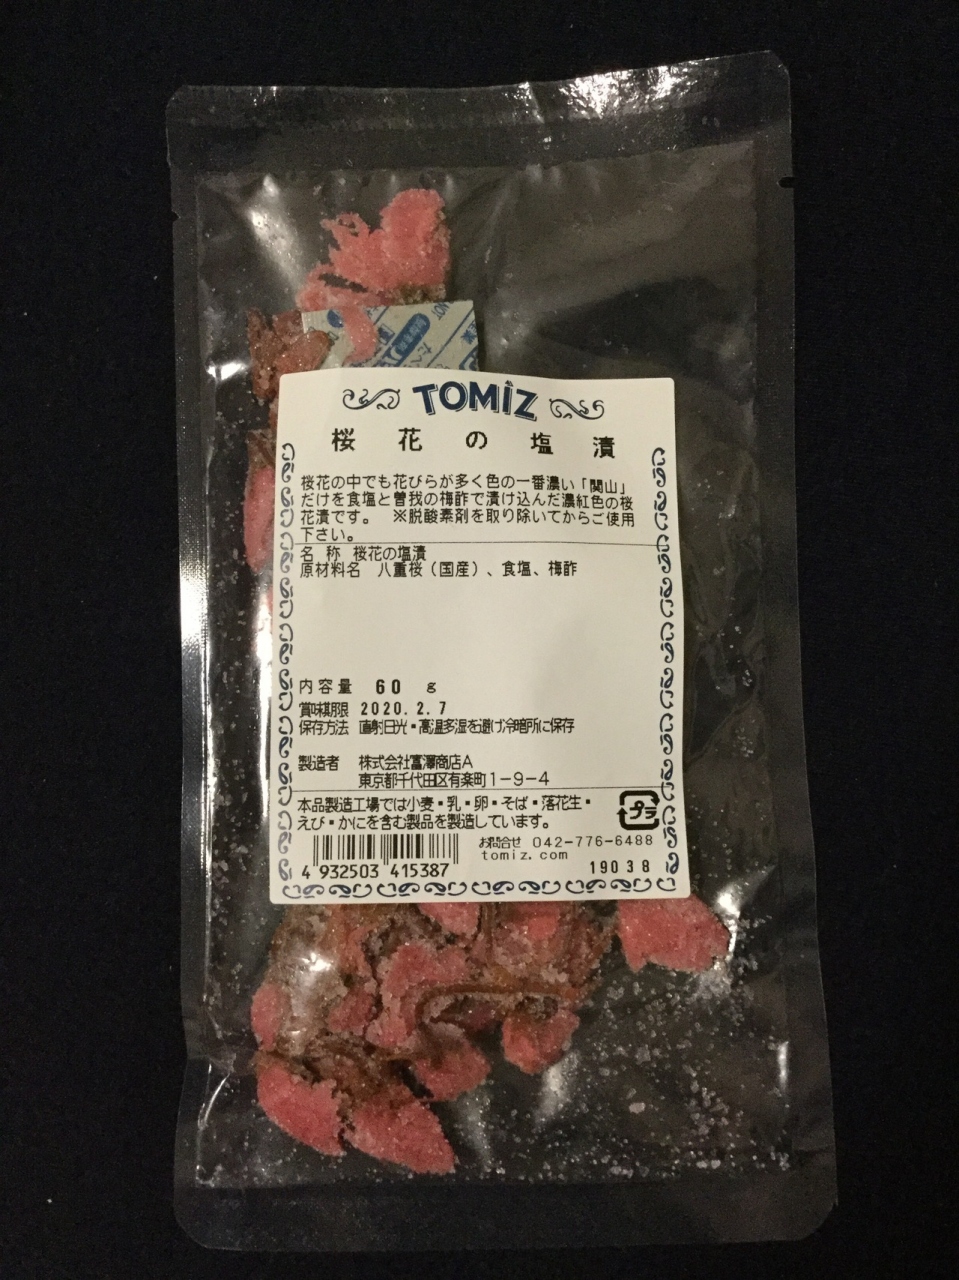 TOMIZ
桜花の塩漬
桜花の中でも花びらが多く色の一番濃い「関山」
だけを食塩と曽我の梅酢で漬け込んだ濃紅色の桜
花漬です。 ※脱酸素剤を取り除いてからご使用
下さい。
名 称 桜花の塩漬
原材料名 八重桜（国産）、食塩、梅酢
内容量 60 g
賞味期限 2020.2.7
保存方法 直射日光・高温多湿を避け冷暗所に保存
製造者 株式会社富澤商店A
東京都千代田区有楽町1-9-4
本品製造工場では小麦・乳・卵・そば・落花生・
えび・かにを含む製品を製造しています。
プラ
お問合せ 042-776-6488
tomiz.com
4 932503 415387
19038